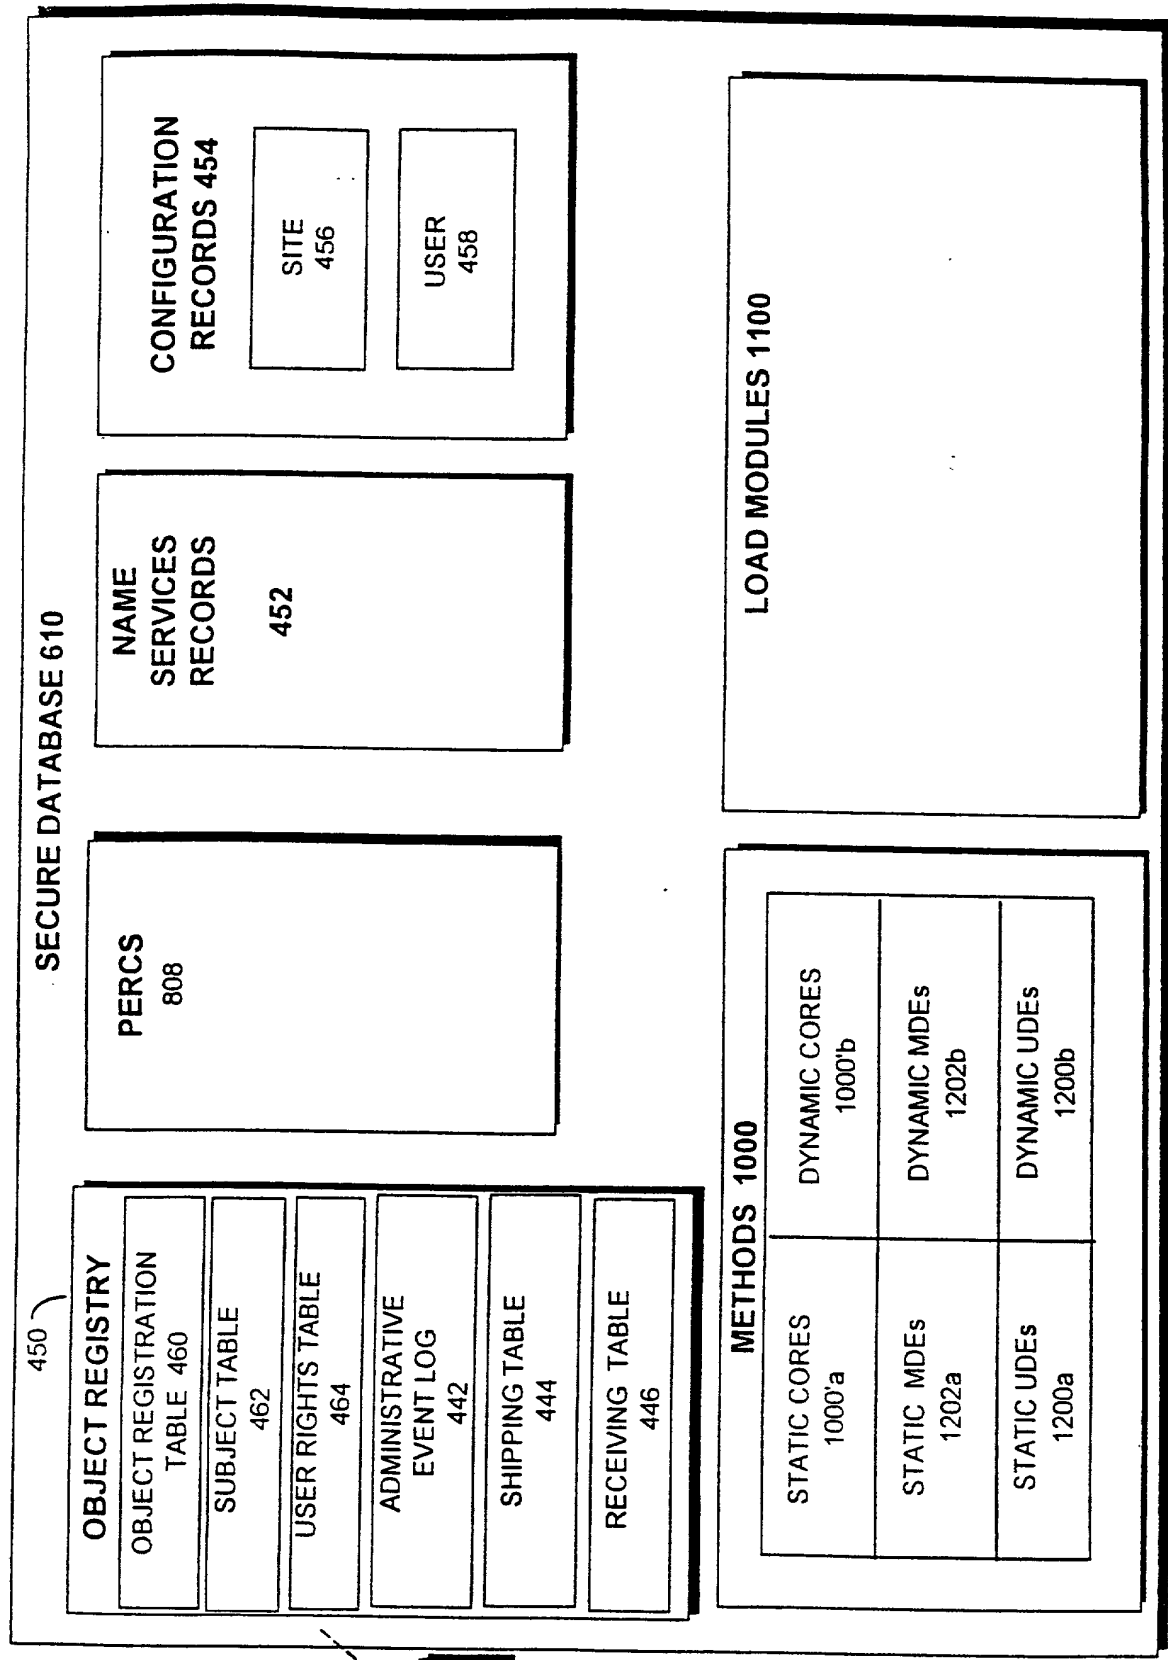 SECURE DATABASE 610
450
OBJECT REGISTRY
OBJECT REGISTRATION
TABLE 460
SUBJECT TABLE
462
USER RIGHTS TABLE
464
ADMINISTRATIVE
EVENT LOG
442
SHIPPING TABLE
444
RECEIVING TABLE
446
PERCS
808
NAME
SERVICES
RECORDS
452
CONFIGURATION
RECORDS 454
SITE
456
USER
458
METHODS 1000
STATIC CORES
1000'a
DYNAMIC CORES
1000'b
STATIC MDEs
1202a
DYNAMIC MDEs
1202b
STATIC UDEs
1200a
DYNAMIC UDEs
1200b
LOAD MODULES 1100